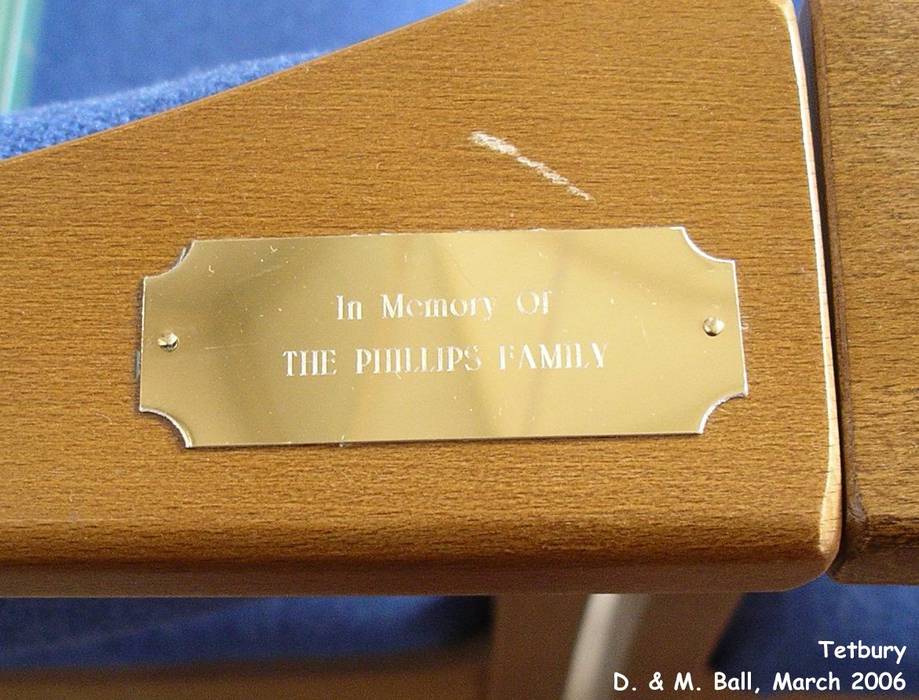 In Memory Of
THE PHILLIPS FAMILY
Tetbury
D. & M. Ball, March 2006